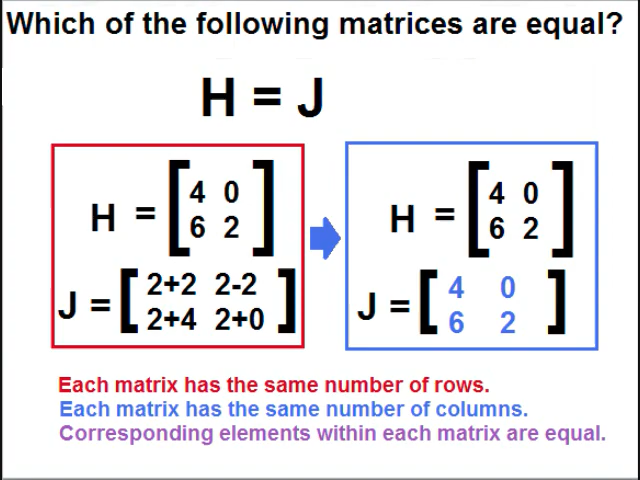 Which of the following matrices are equal?
H = J
H = [4 0
6 2]
J = [2+2 2-2
2+4 2+0]
H = [4 0
6 2]
J = [4 0
6 2]
Each matrix has the same number of rows.
Each matrix has the same number of columns.
Corresponding elements within each matrix are equal.